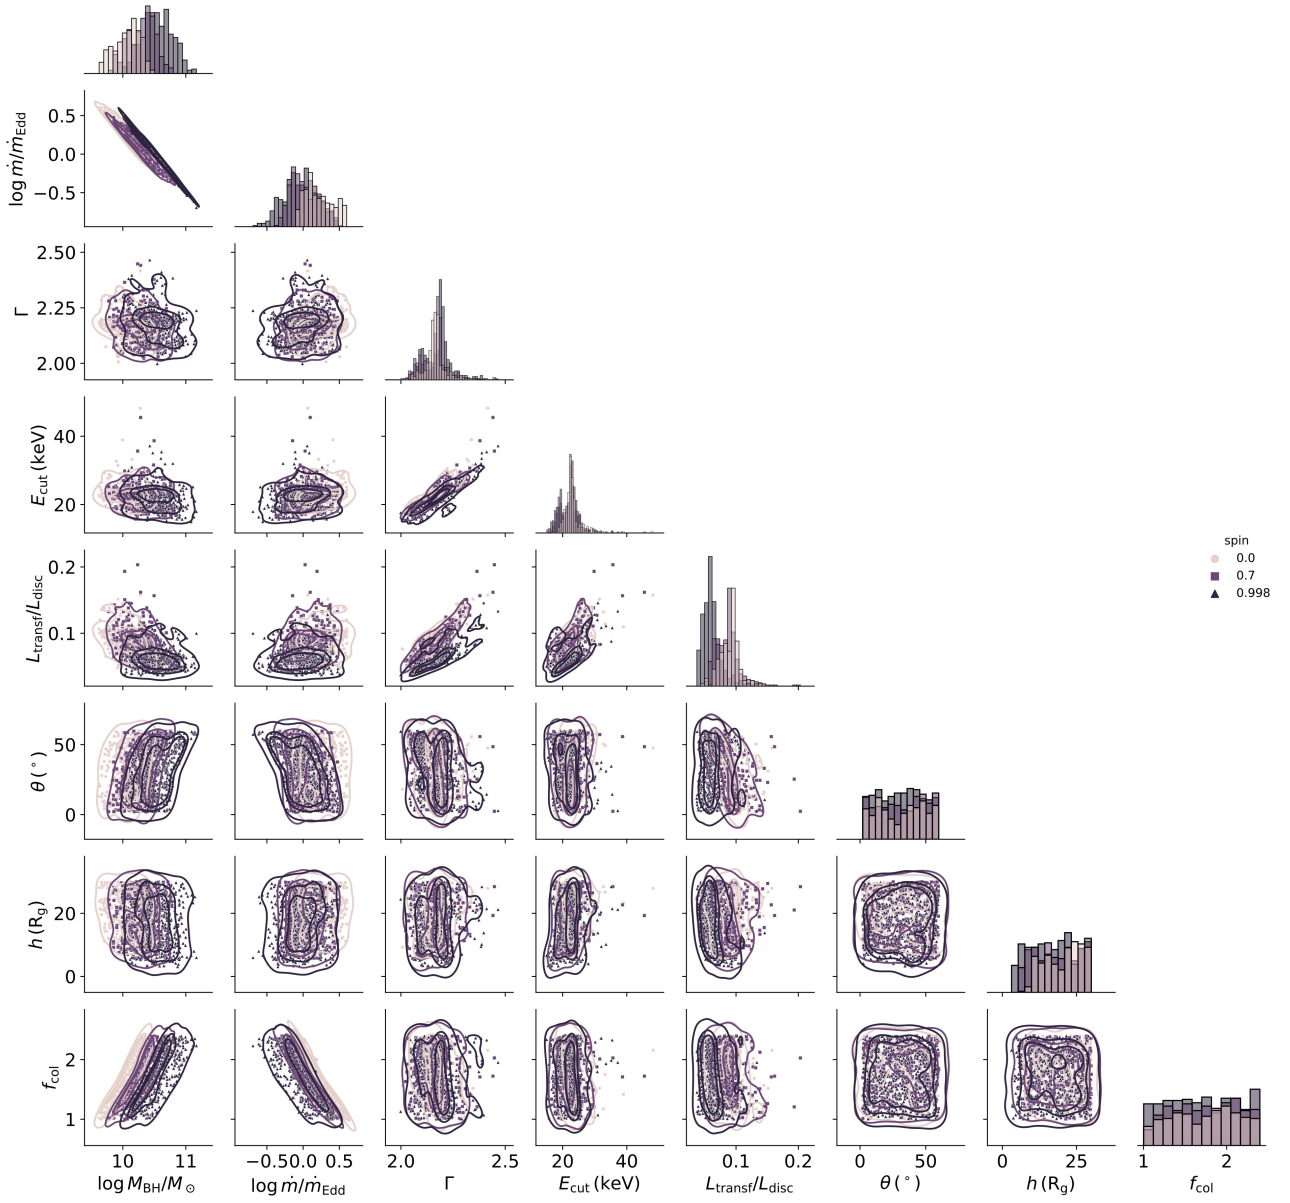 log ṁ/ṁ_Edd
0.5
0.0
−0.5
Γ
2.50
2.25
2.00
E_cut (keV)
40
20
L_transf/L_disc
0.2
0.1
spin
0.0
0.7
0.998
θ (°)
50
0
h (R_g)
20
0
f_col
2
1
10 11
−0.5 0.0 0.5
2.0 2.5
20 40
0.1 0.2
0 50
0 25
1 2
log M_BH/M_⊙
log ṁ/ṁ_Edd
Γ
E_cut (keV)
L_transf/L_disc
θ (°)
h (R_g)
f_col